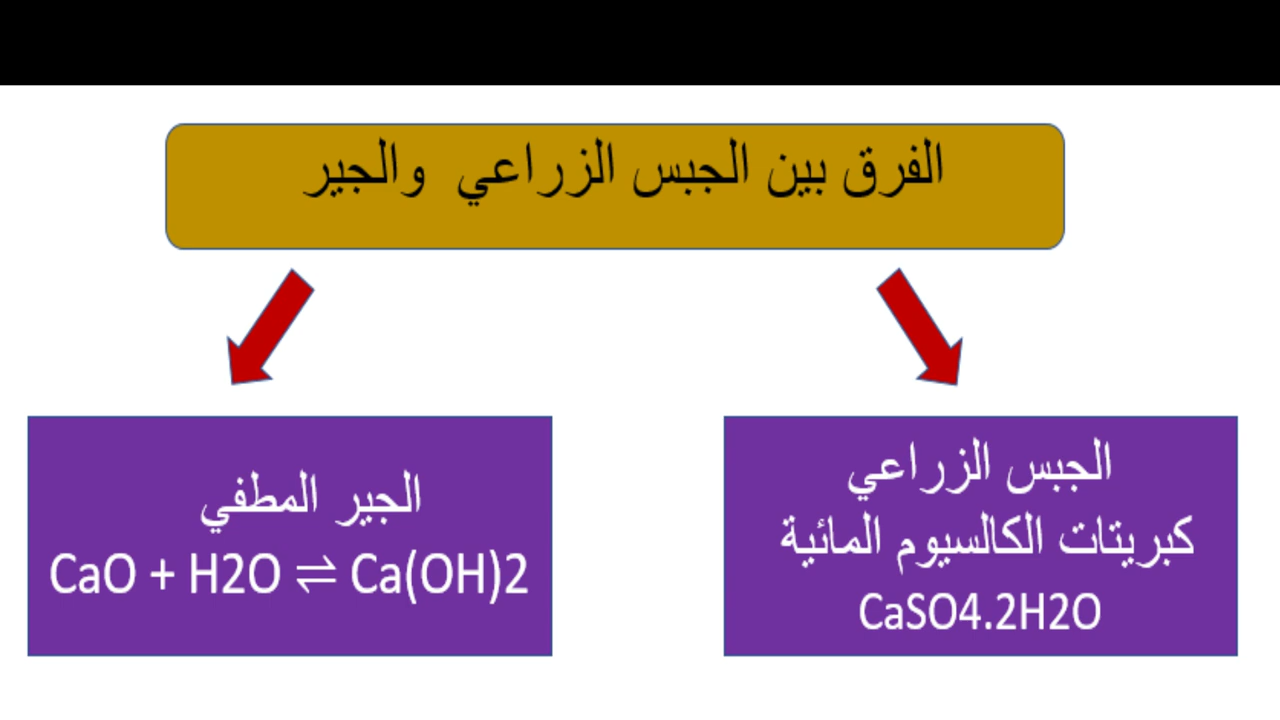 الفرق بين الجبس الزراعي والجير
الجبس الزراعي
كبريتات الكالسيوم المائية
CaSO4.2H2O
الجير المطفي
CaO + H2O ⇌ Ca(OH)2